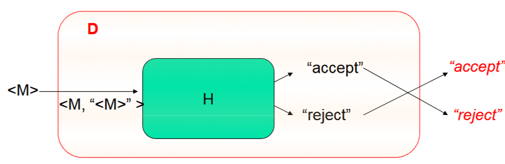 D
<M>
<M, “<M>” >
H
“accept”
“reject”
“accept”
“reject”